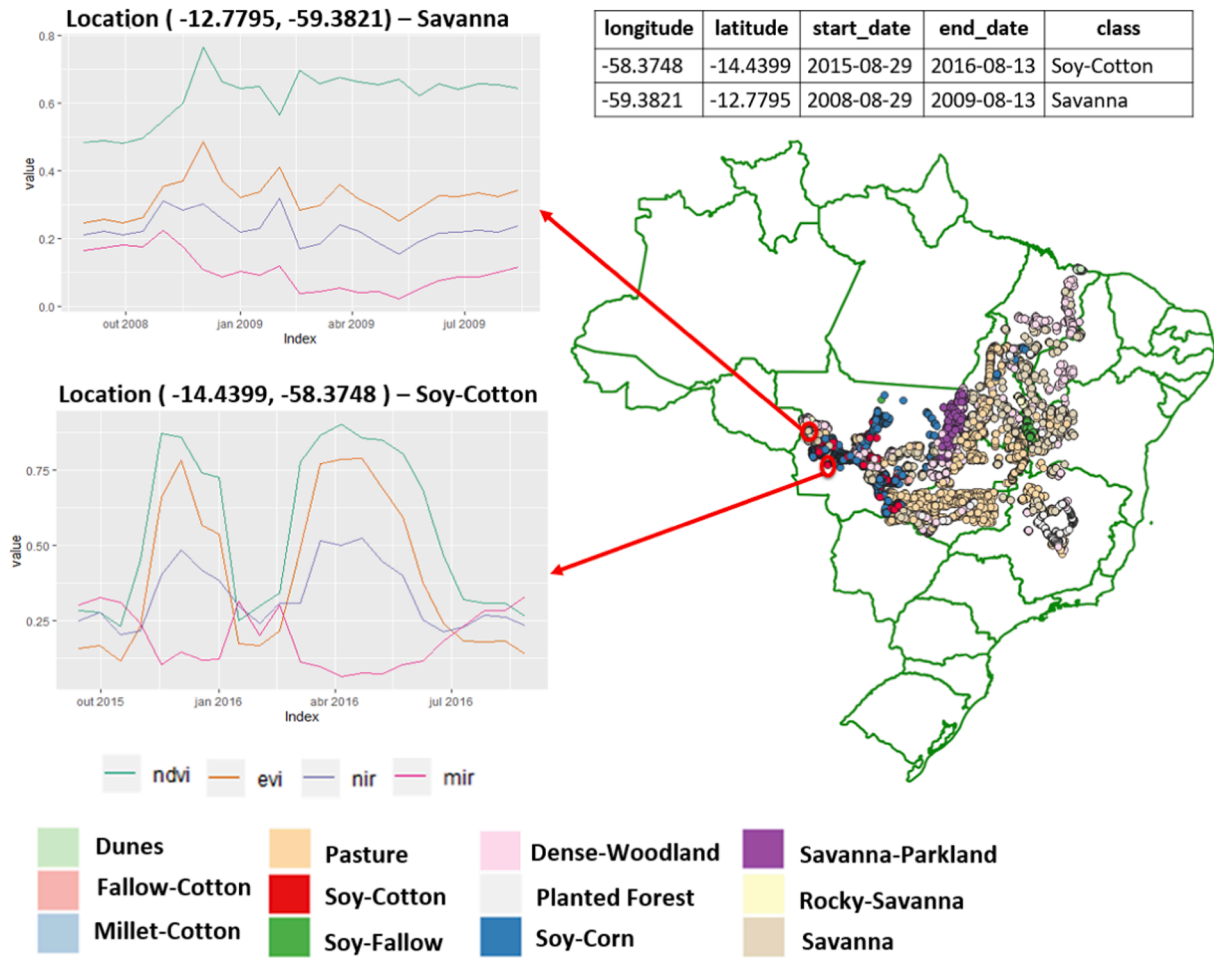 Location ( -12.7795, -59.3821) – Savanna
0.8
0.6
0.4
0.2
0.0
value
out 2008
jan 2009
abr 2009
jul 2009
Index
longitude latitude start_date end_date class
-58.3748 -14.4399 2015-08-29 2016-08-13 Soy-Cotton
-59.3821 -12.7795 2008-08-29 2009-08-13 Savanna
Location ( -14.4399, -58.3748 ) – Soy-Cotton
0.75
0.50
0.25
value
out 2015
jan 2016
abr 2016
jul 2016
Index
ndvi evi nir mir
Dunes Pasture Dense-Woodland Savanna-Parkland
Fallow-Cotton Soy-Cotton Planted Forest Rocky-Savanna
Millet-Cotton Soy-Fallow Soy-Corn Savanna